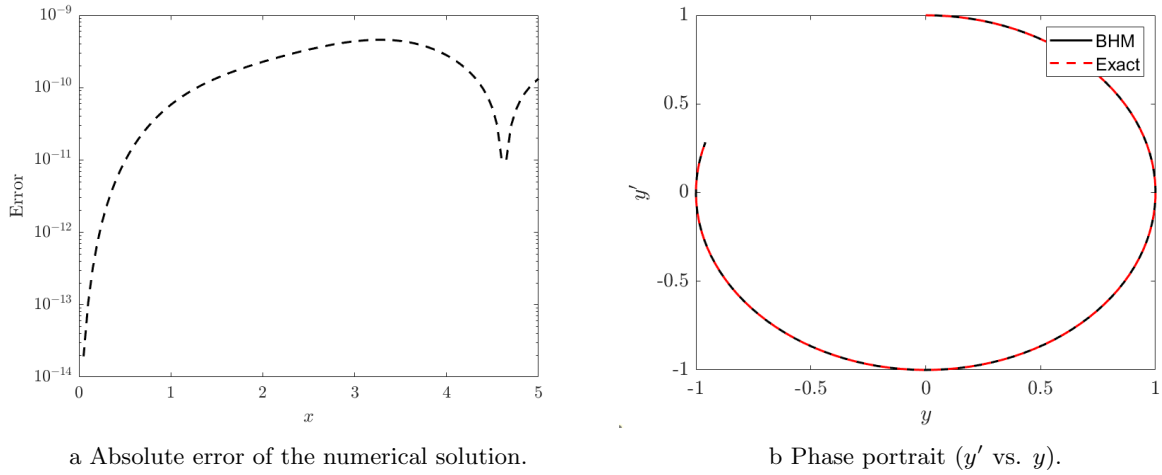 10⁻⁹
10⁻¹⁰
10⁻¹¹
10⁻¹²
10⁻¹³
10⁻¹⁴
Error
0 1 2 3 4 5
x
1
0.5
0
-0.5
-1
y′
BHM
Exact
-1 -0.5 0 0.5 1
y
a Absolute error of the numerical solution.
b Phase portrait (y′ vs. y).